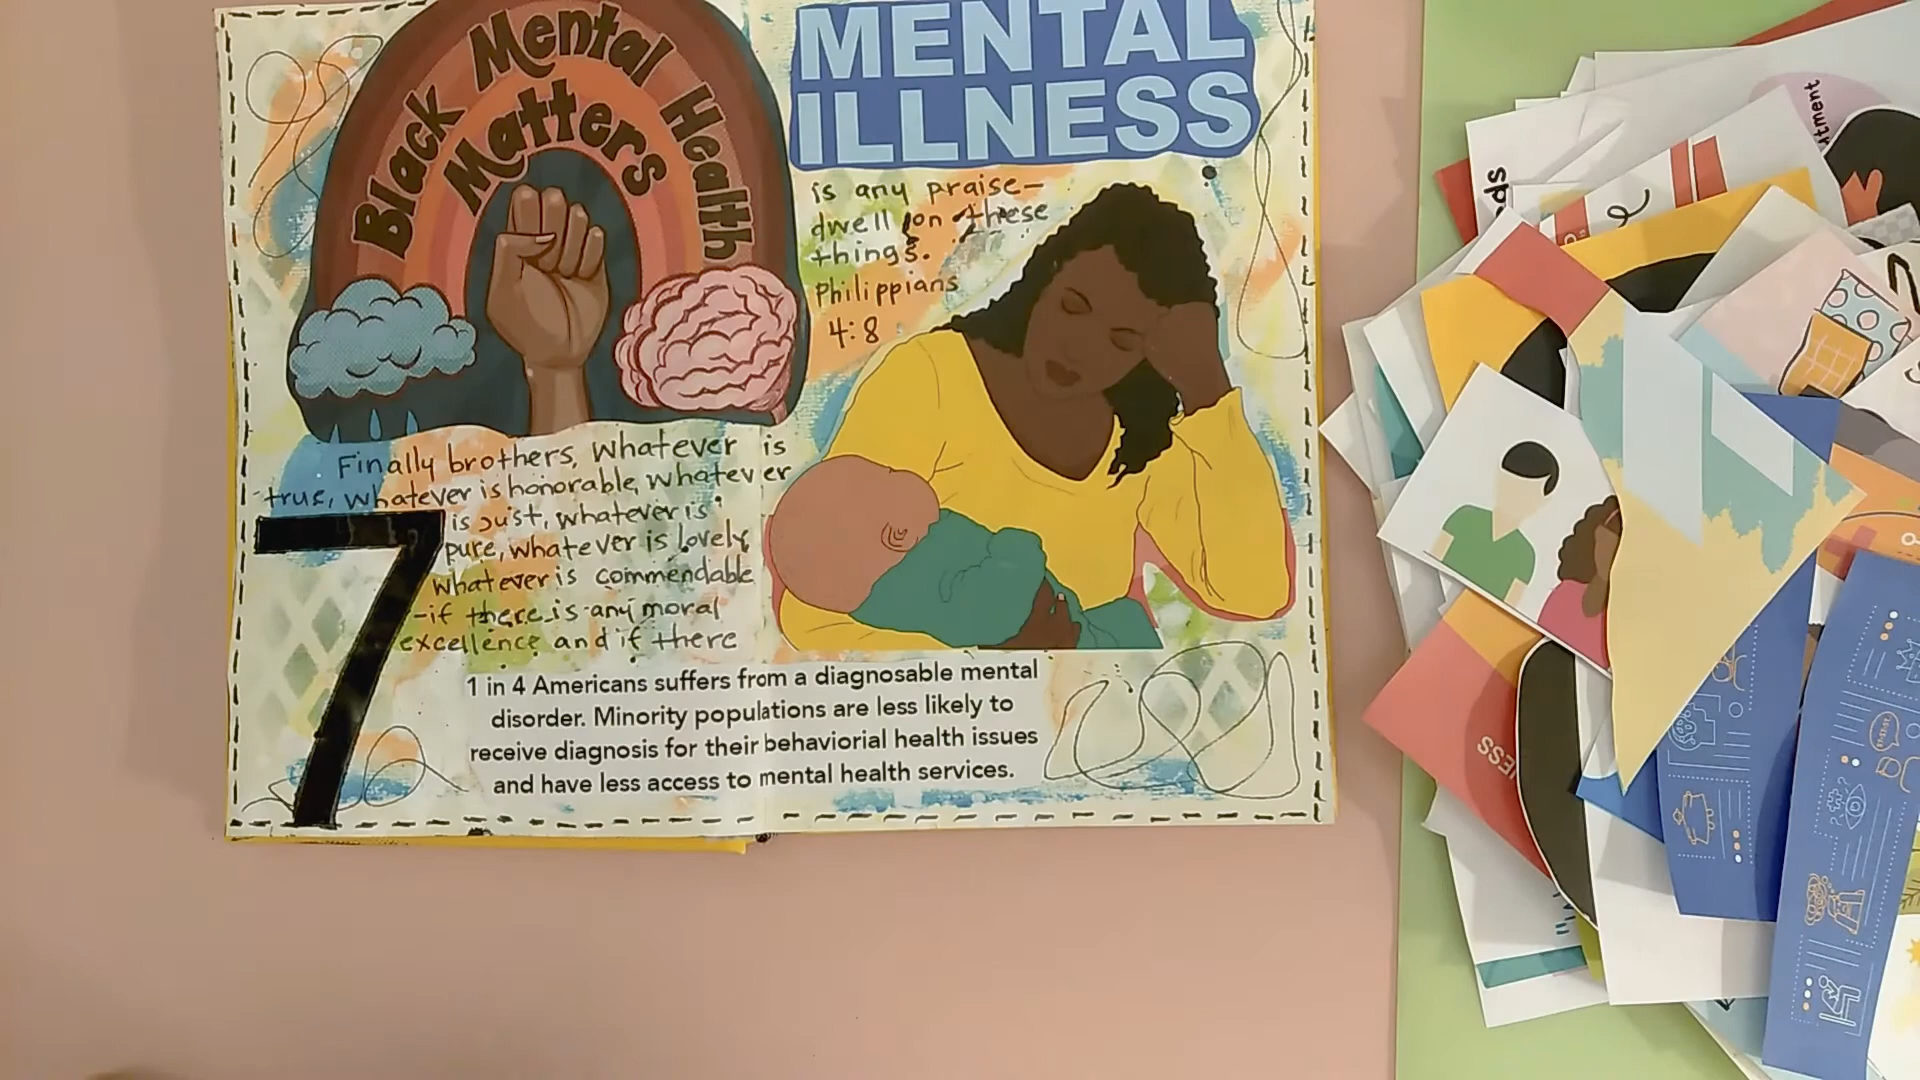 Black Mental Health
Matters
MENTAL
ILLNESS
Finally brothers, whatever is
true, whatever is honorable, whatever
is just, whatever is
pure, whatever is lovely
whatever is commendable
-if there is any moral
excellence and if there
is any praise-
dwell on these
things.
Philippians
4:8
7
1 in 4 Americans suffers from a diagnosable mental
disorder. Minority populations are less likely to
receive diagnosis for their behaviorial health issues
and have less access to mental health services.